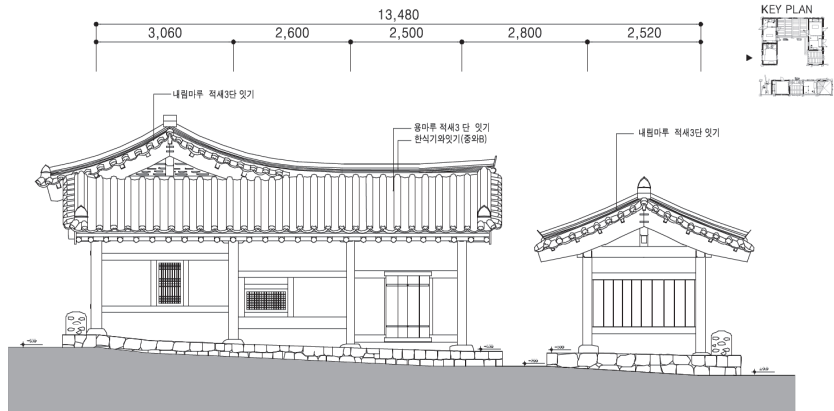 KEY PLAN
13,480
3,060 2,600 2,500 2,800 2,520
내림마루 적새3단 잇기
용마루 적새3 단 잇기
한식기와잇기(중와B)
내림마루 적새3단 잇기